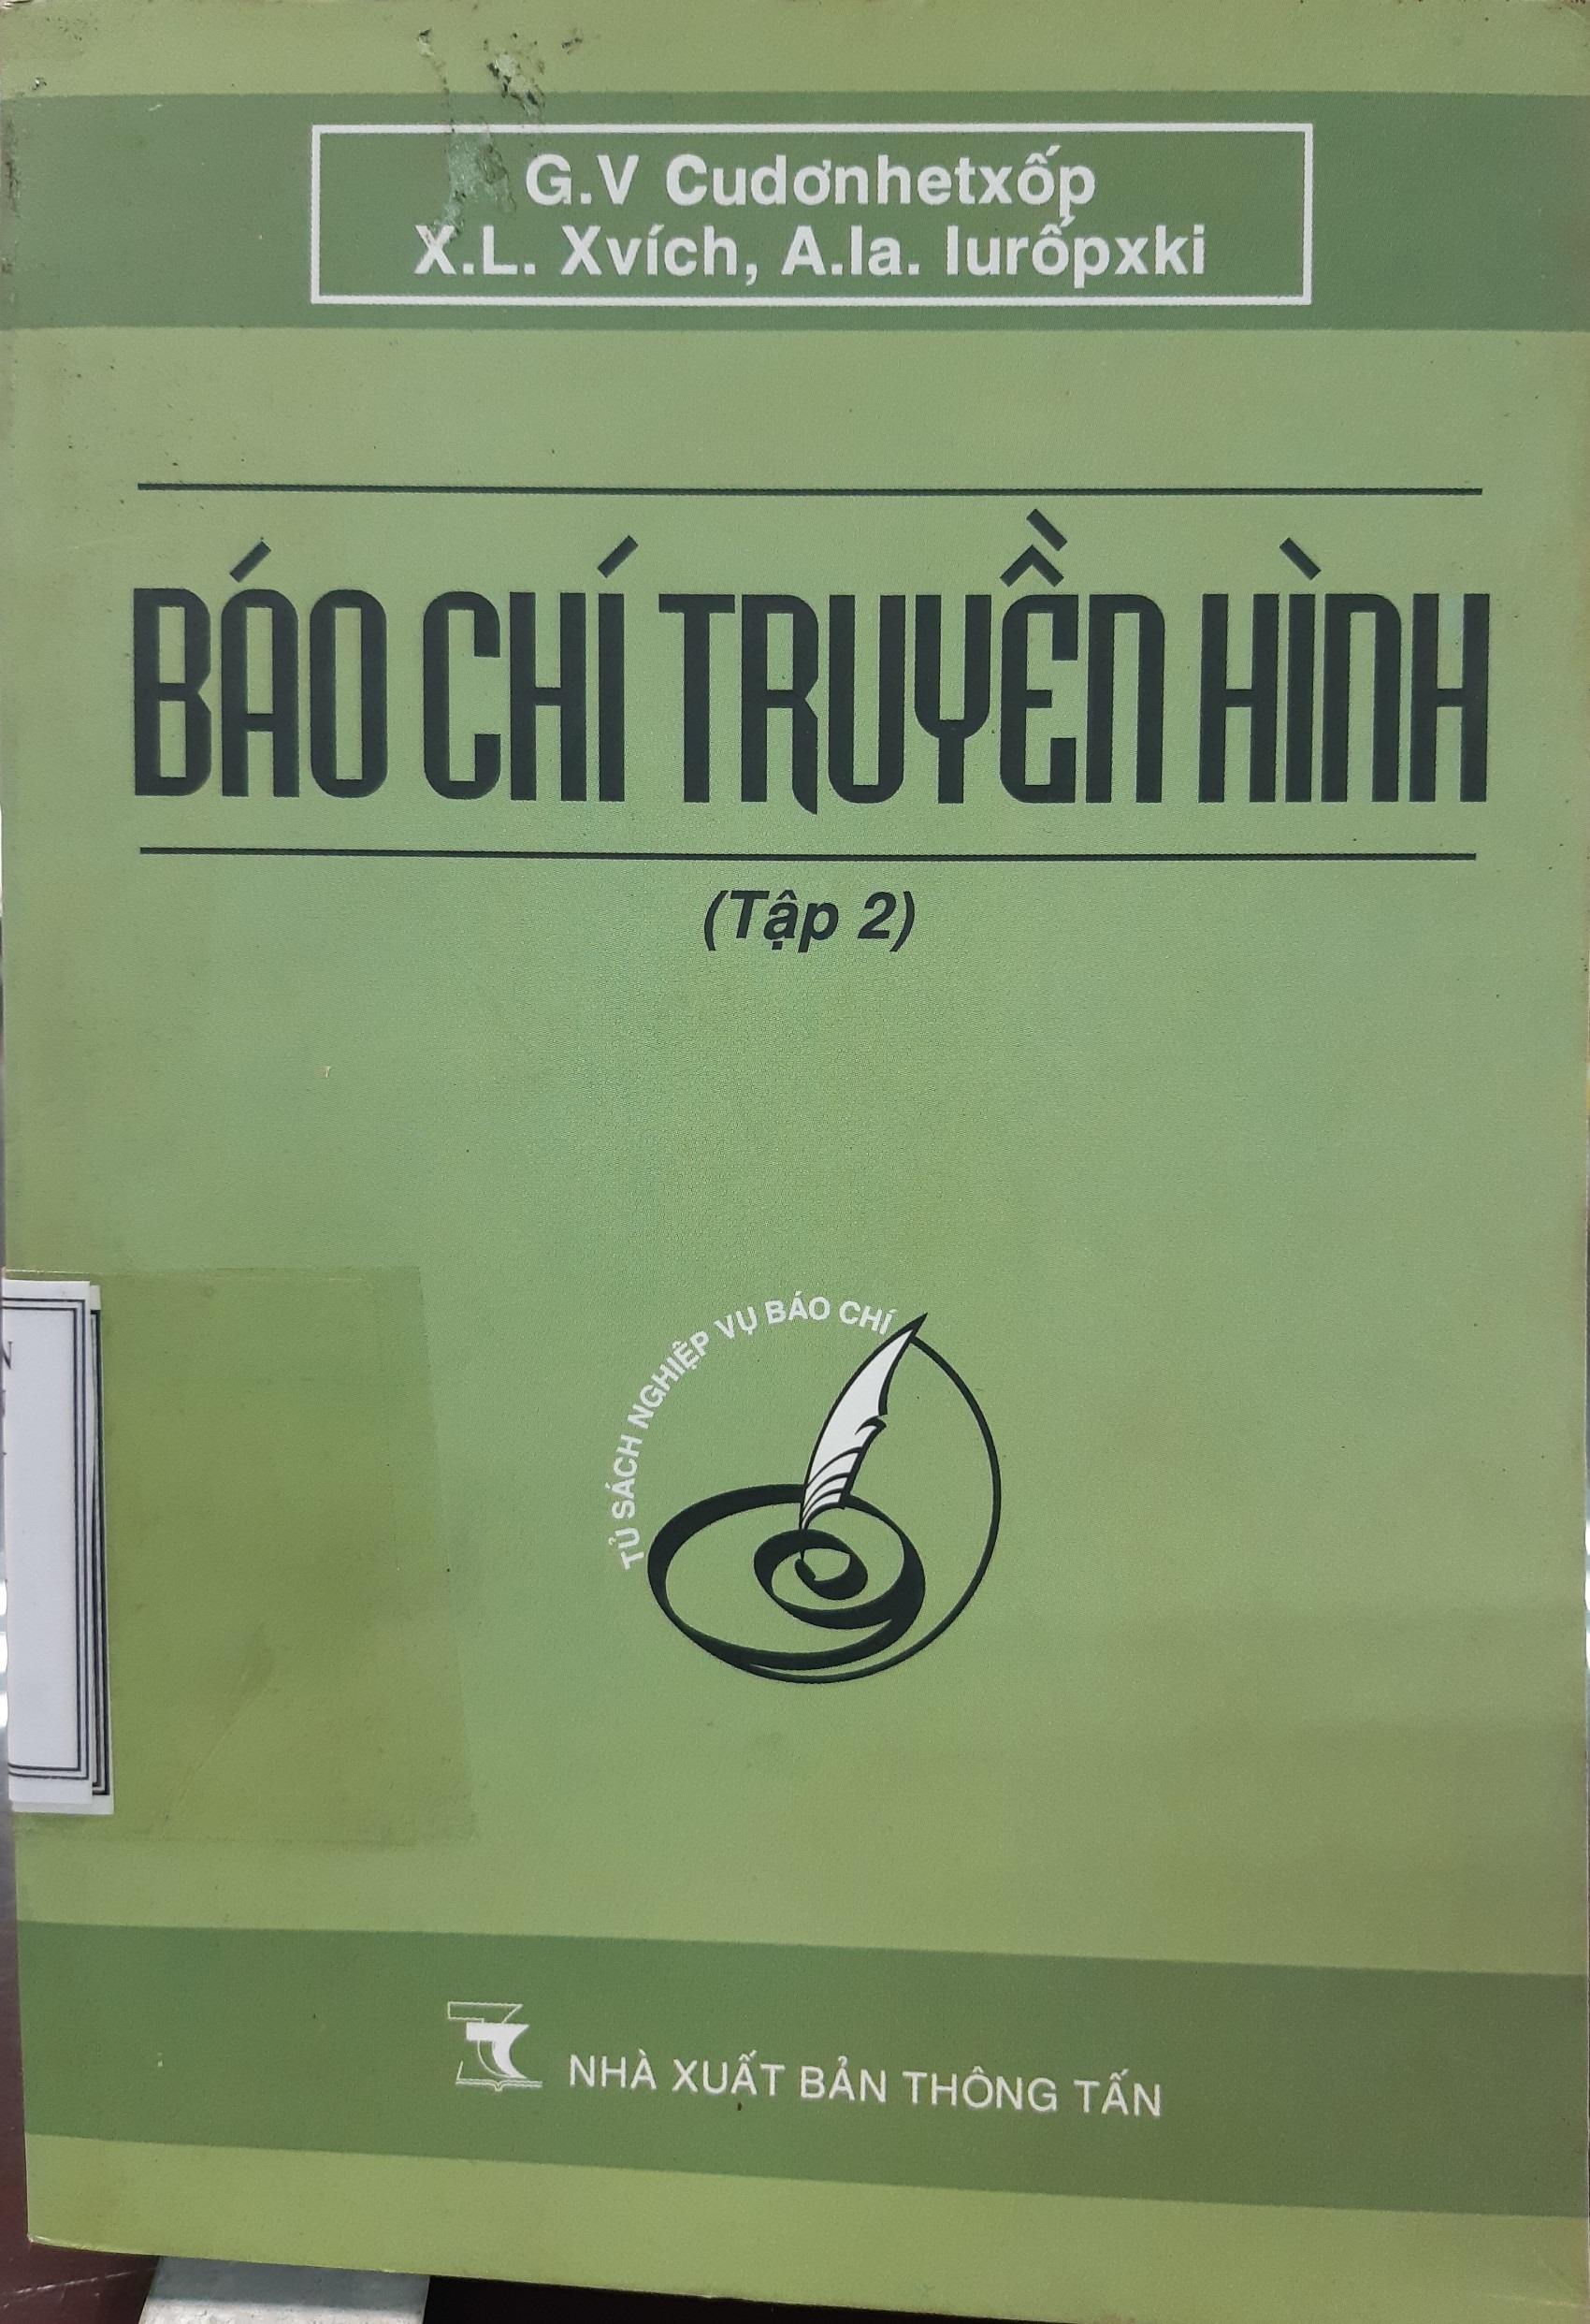 G.V Cudơnhetxốp
X.L. Xvích, A.Ia. Iurốpxki
BÁO CHÍ TRUYỀN HÌNH
(Tập 2)
TỦ SÁCH NGHIỆP VỤ BÁO CHÍ
NHÀ XUẤT BẢN THÔNG TẤN